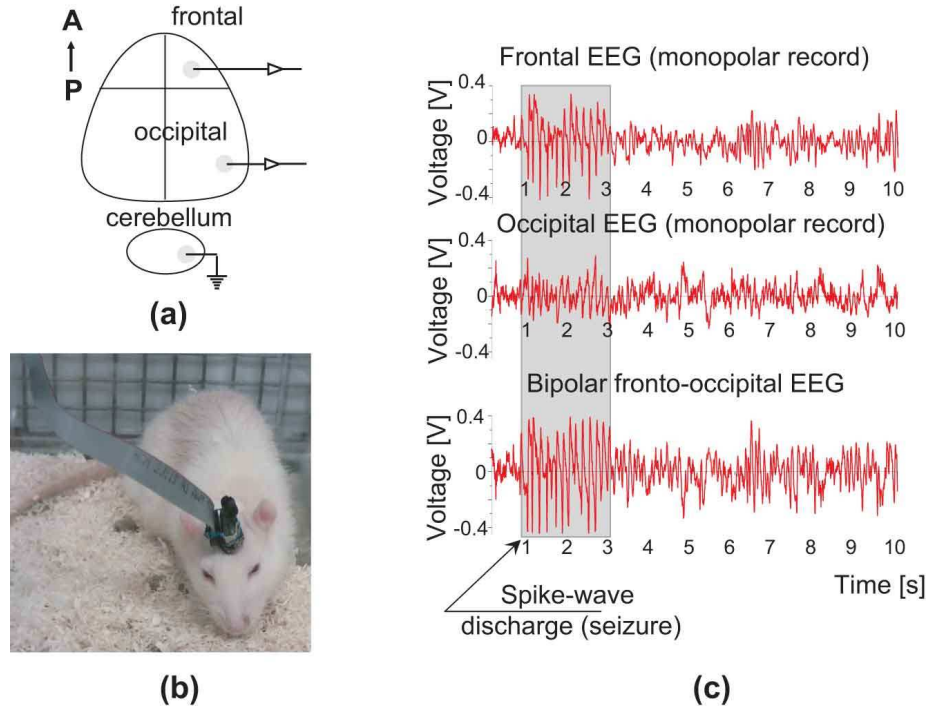 A
P
frontal
occipital
cerebellum
(a)
(b)
Frontal EEG (monopolar record)
Voltage [V]
0.4
0
-0.4
1 2 3 4 5 6 7 8 9 10
Occipital EEG (monopolar record)
Voltage [V]
0.4
0
-0.4
1 2 3 4 5 6 7 8 9 10
Bipolar fronto-occipital EEG
Voltage [V]
0.4
0
-0.4
1 2 3 4 5 6 7 8 9 10
Time [s]
Spike-wave
discharge (seizure)
(c)